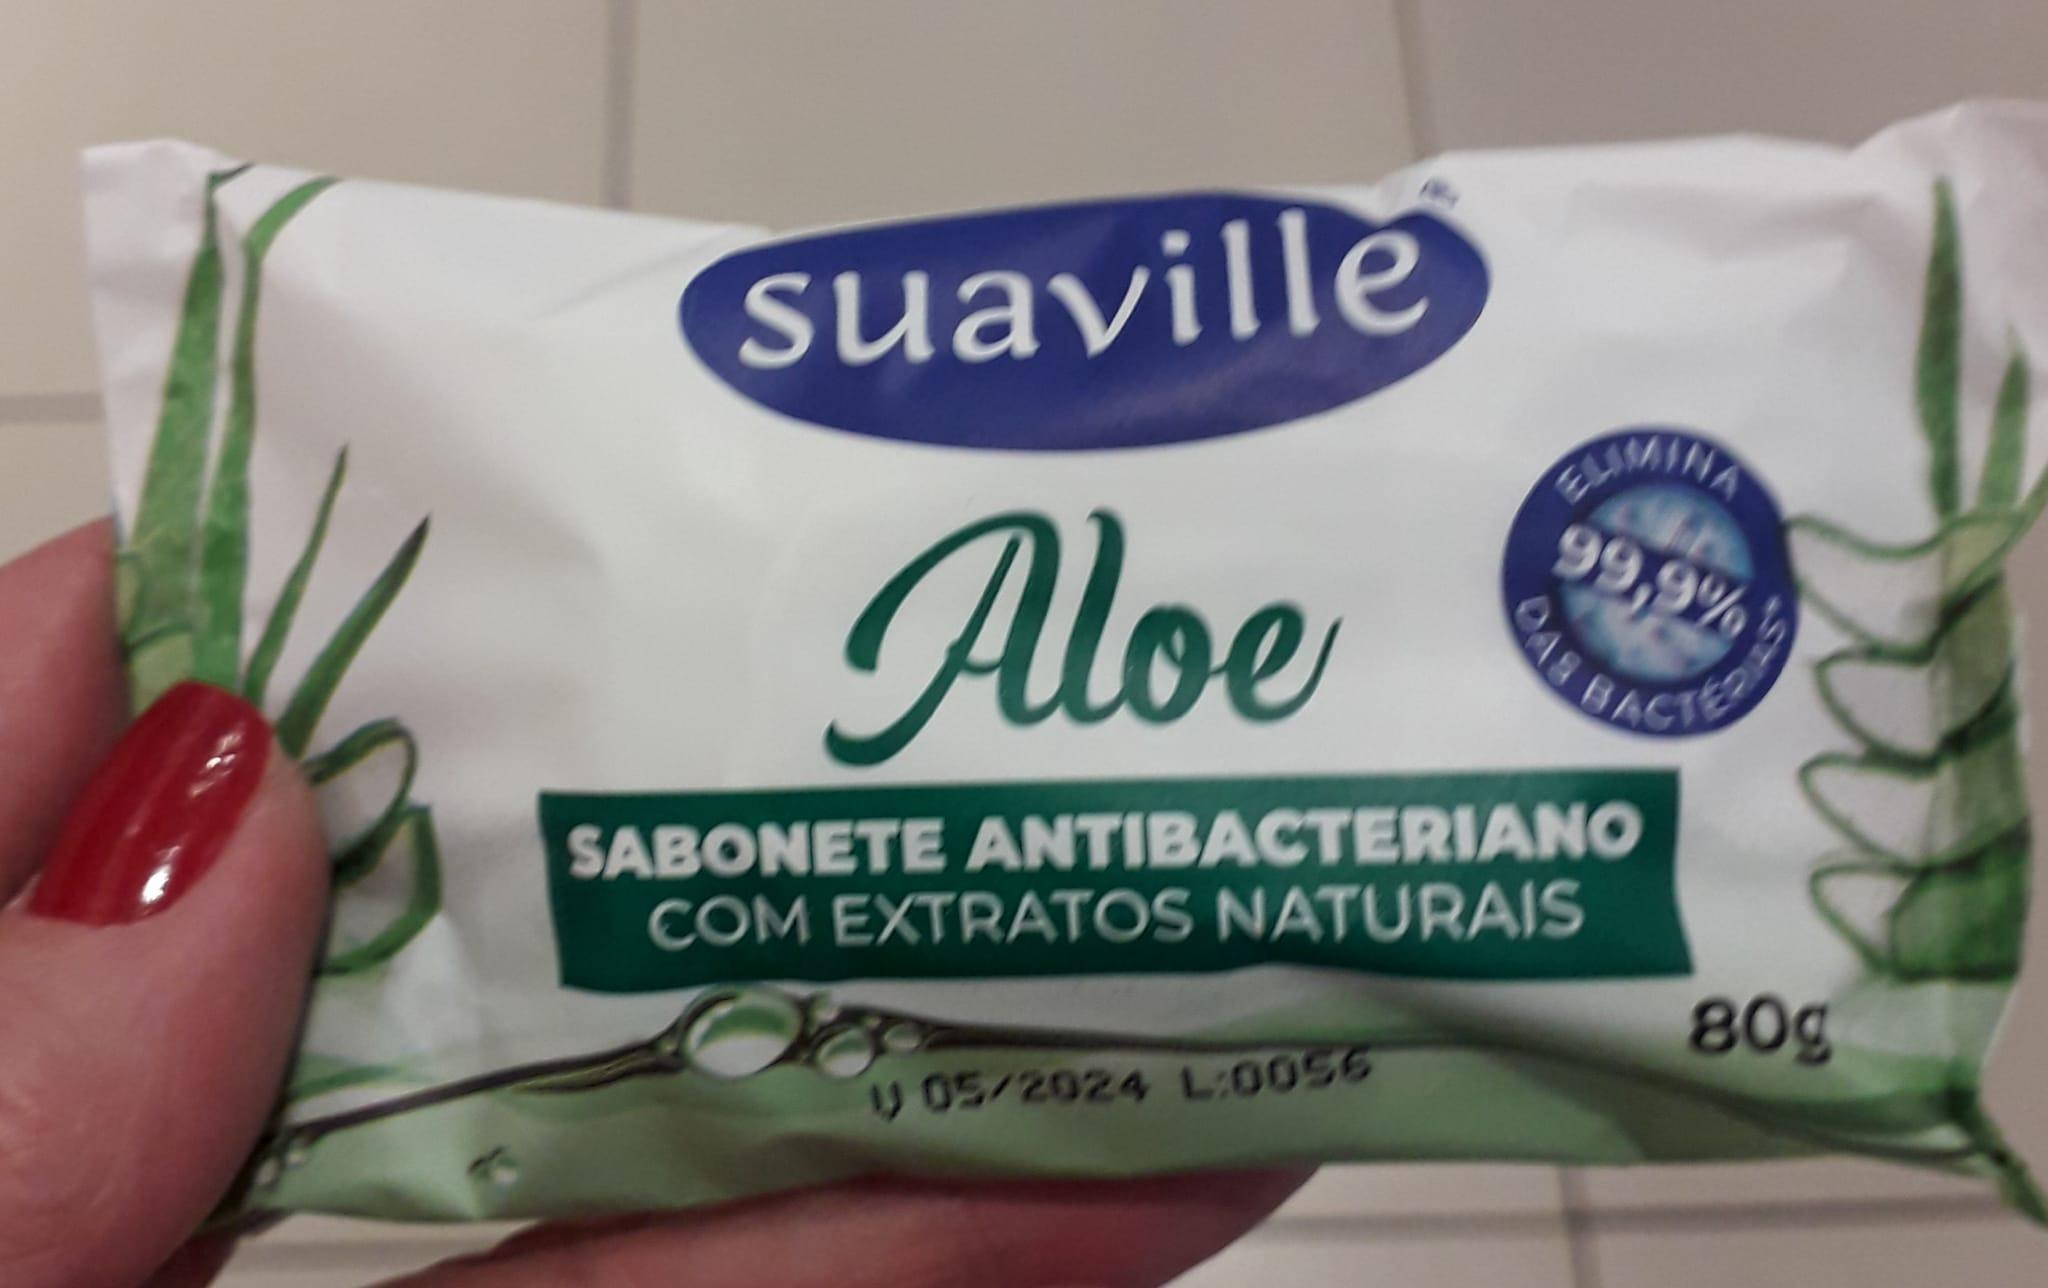 suaville
Aloe
ELIMINA
99,9%
DAS BACTÉRIAS*
SABONETE ANTIBACTERIANO
COM EXTRATOS NATURAIS
80g
V 05/2024 L:0056